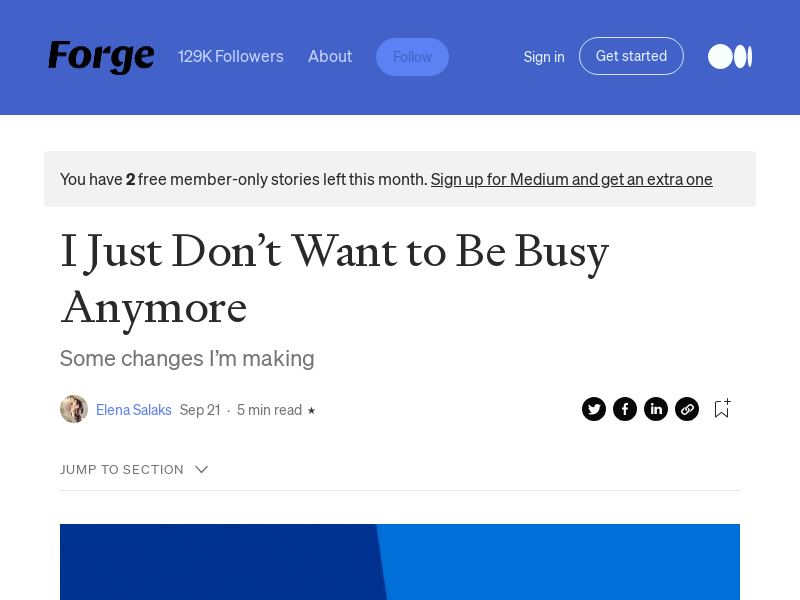 Forge 129K Followers About Follow Sign in Get started
You have 2 free member-only stories left this month. Sign up for Medium and get an extra one
I Just Don’t Want to Be Busy
Anymore
Some changes I’m making
Elena Salaks Sep 21 · 5 min read ★
JUMP TO SECTION